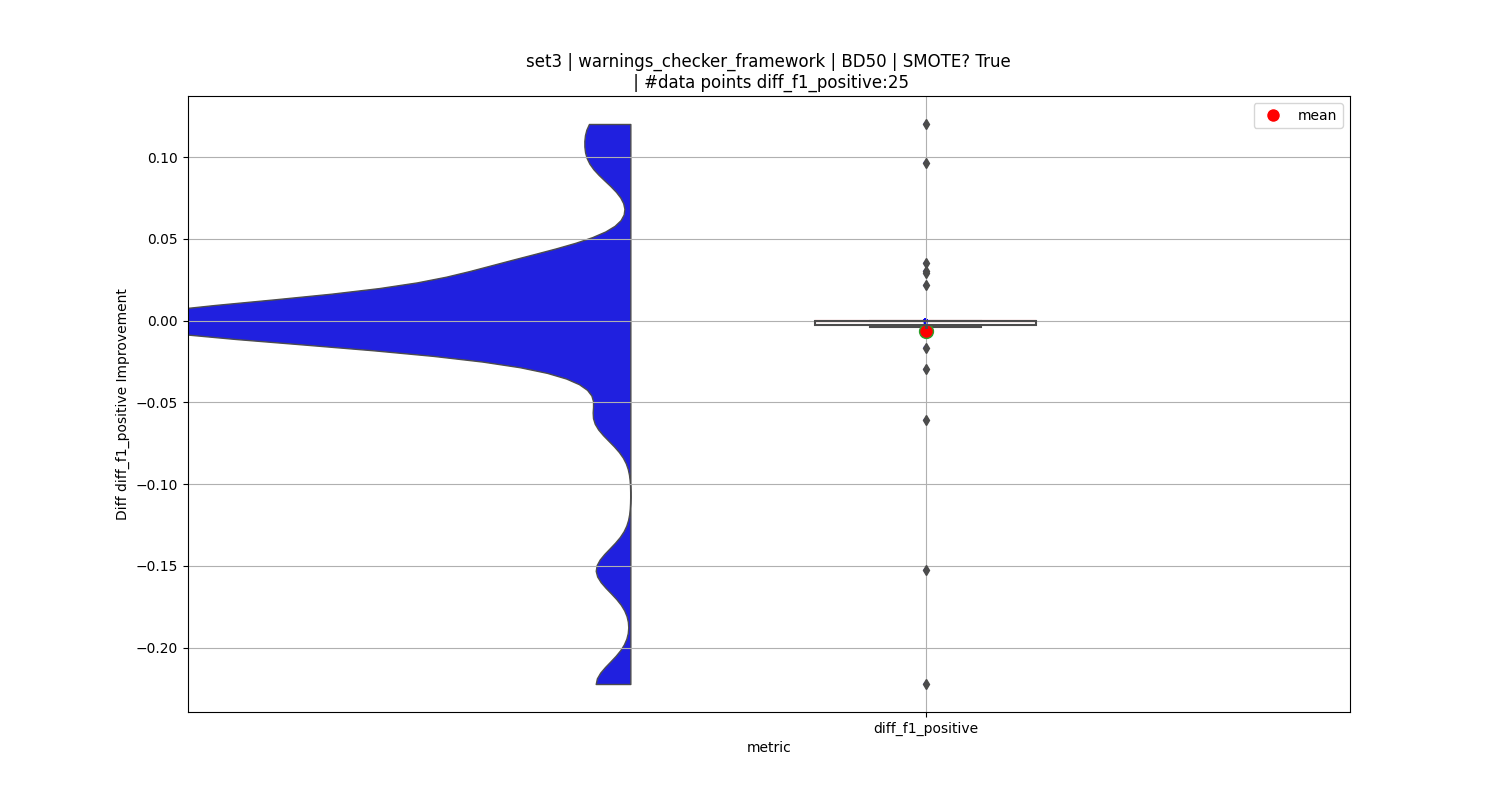 set3 | warnings_checker_framework | BD50 | SMOTE? True
| #data points diff_f1_positive:25
mean
0.10
0.05
0.00
−0.05
−0.10
−0.15
−0.20
Diff diff_f1_positive Improvement
diff_f1_positive
metric